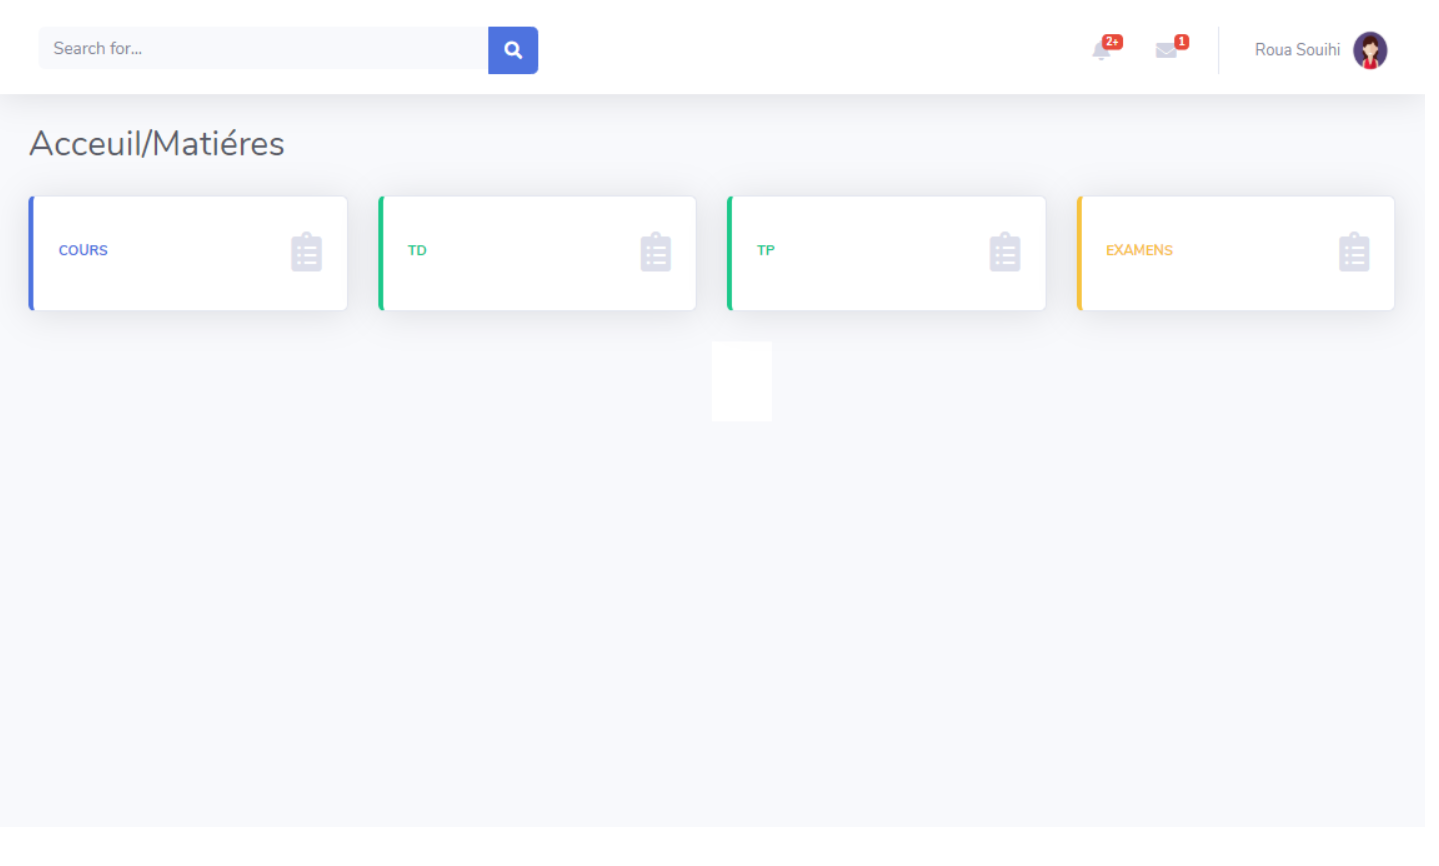 Search for...
2+
1
Roua Souihi
Acceuil/Matiéres
COURS
TD
TP
EXAMENS